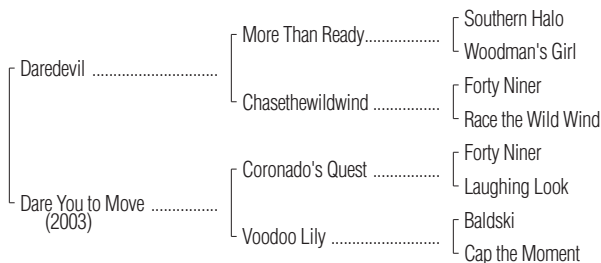 Southern Halo
More Than Ready..................
Woodman's Girl
Daredevil ..............................
Forty Niner
Chasethewildwind ................
Race the Wild Wind
Forty Niner
Coronado's Quest ................
Laughing Look
Dare You to Move ................
(2003)
Baldski
Voodoo Lily ..........................
Cap the Moment